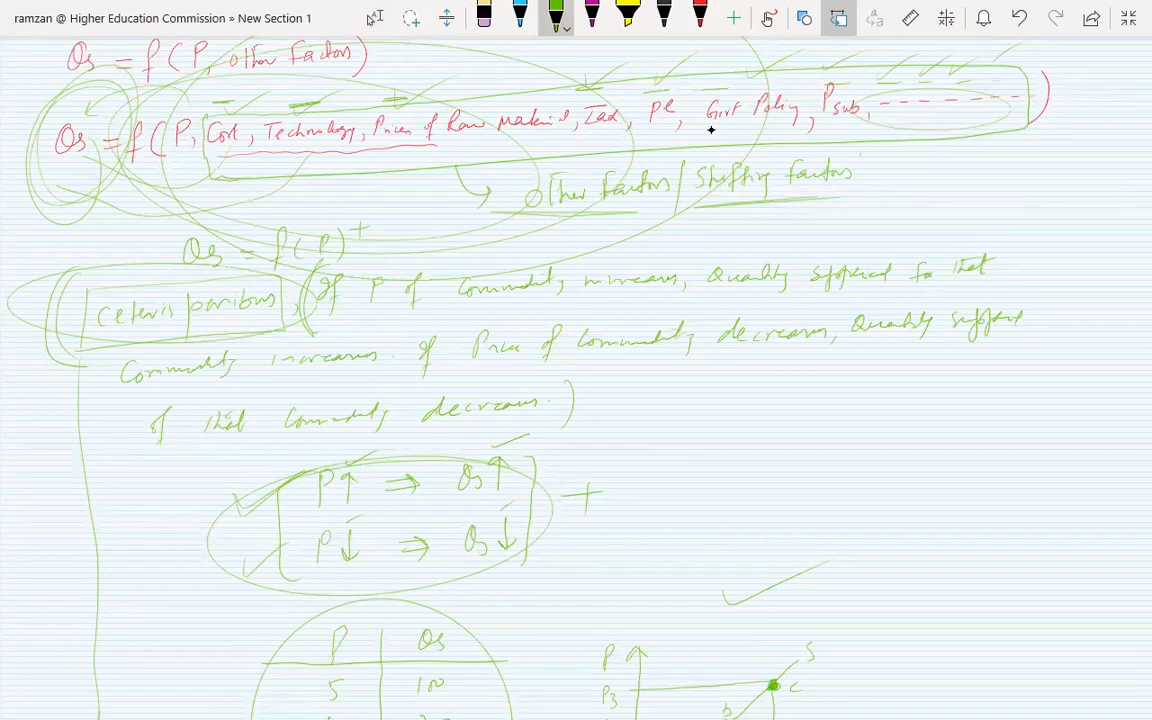 ramzan @ Higher Education Commission » New Section 1
Qs = f( P, other factors)
Qs = f( P, Cost, Technology, Prices of Raw Material, Tax, Pe, Govt Policy, Psub, ------- )
Other factors / Shifting factors
Qs = f(P) +
Ceteris paribus, (If P of Commodity increases, Quantity Supplied for that
Commodity increases. If Price of Commodity decreases, Quantity supplied
of that Commodity decreases.)
P↑ ⇒ Qs↑
P↓ ⇒ Qs↓ +
P Qs
5 100
P S
P3 C
b